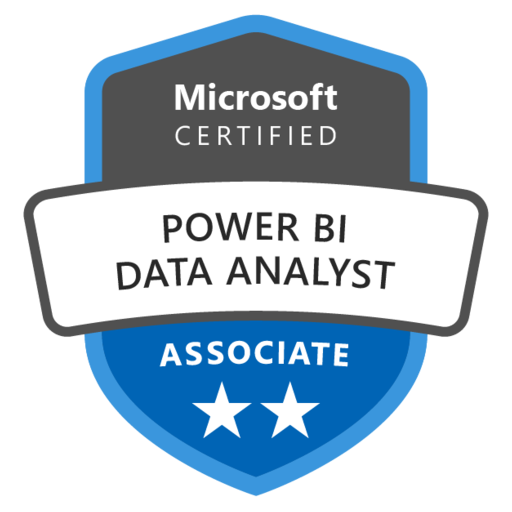 Microsoft
CERTIFIED
POWER BI
DATA ANALYST
ASSOCIATE